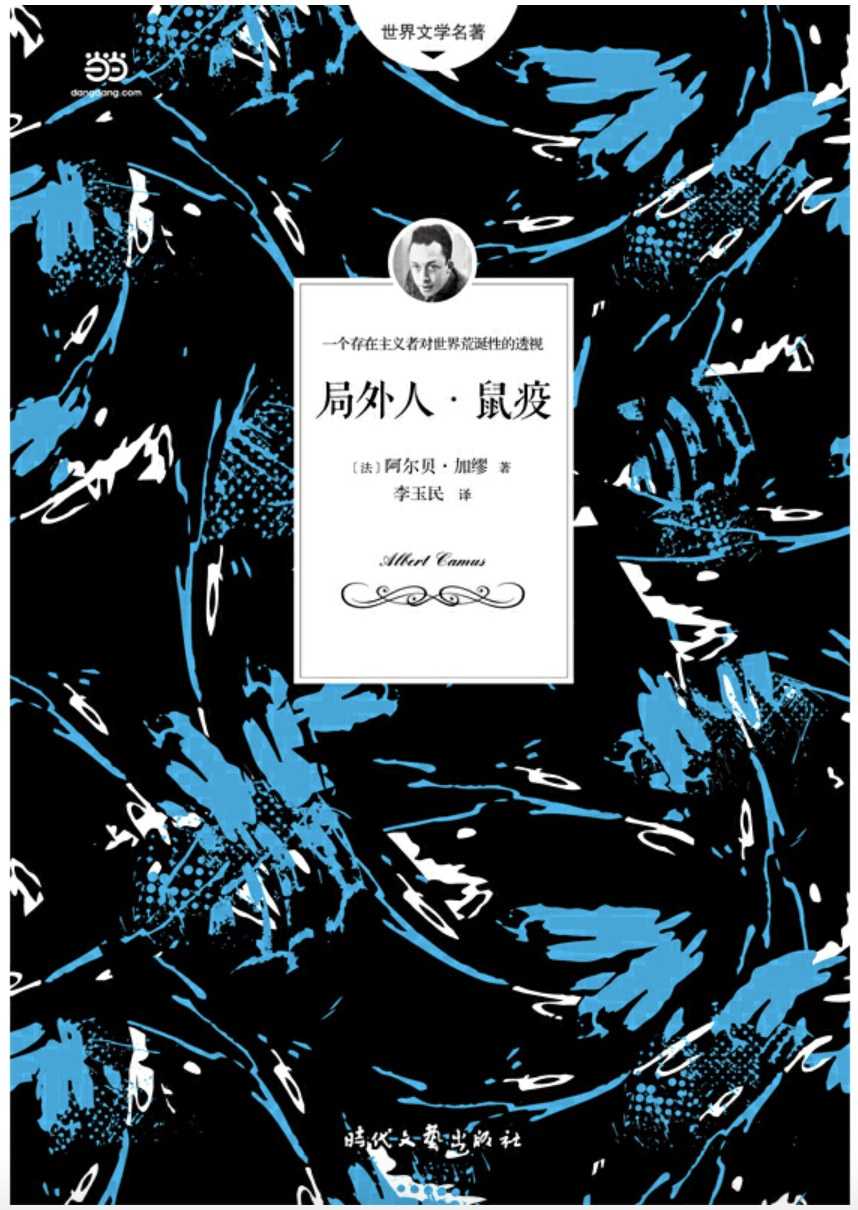 世界文学名著
当当
dangdang.com
一个存在主义者对世界荒诞性的透视
局外人·鼠疫
〔法〕阿尔贝·加缪 著
李玉民 译
Albert Camus
时代文艺出版社